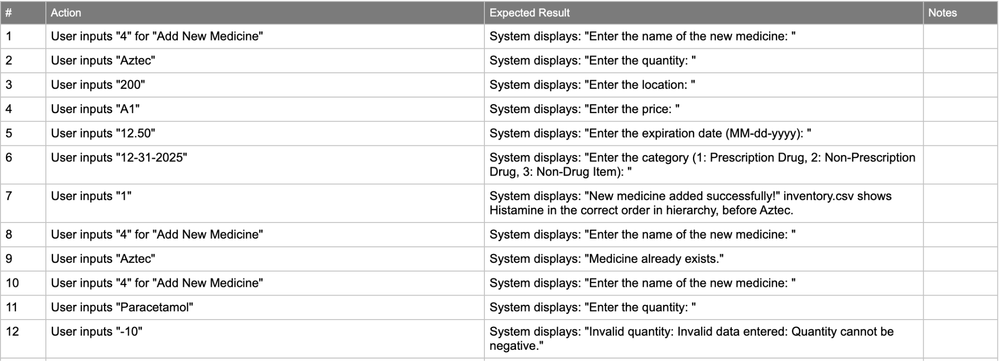 # Action Expected Result Notes
1 User inputs "4" for "Add New Medicine" System displays: "Enter the name of the new medicine: "
2 User inputs "Aztec" System displays: "Enter the quantity: "
3 User inputs "200" System displays: "Enter the location: "
4 User inputs "A1" System displays: "Enter the price: "
5 User inputs "12.50" System displays: "Enter the expiration date (MM-dd-yyyy): "
6 User inputs "12-31-2025" System displays: "Enter the category (1: Prescription Drug, 2: Non-Prescription
Drug, 3: Non-Drug Item): "
7 User inputs "1" System displays: "New medicine added successfully!" inventory.csv shows
Histamine in the correct order in hierarchy, before Aztec.
8 User inputs "4" for "Add New Medicine" System displays: "Enter the name of the new medicine: "
9 User inputs "Aztec" System displays: "Medicine already exists."
10 User inputs "4" for "Add New Medicine" System displays: "Enter the name of the new medicine: "
11 User inputs "Paracetamol" System displays: "Enter the quantity: "
12 User inputs "-10" System displays: "Invalid quantity: Invalid data entered: Quantity cannot be
negative."